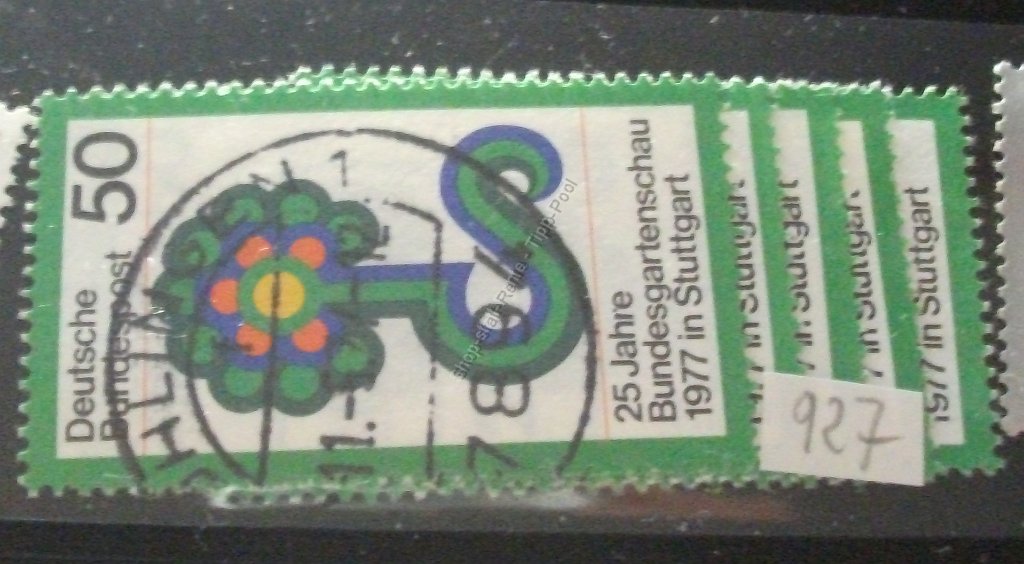 Deutsche
Bundespost
50
25 Jahre
Bundesgartenschau
1977 in Stuttgart
in Stuttgart
in Stuttgart
in Stuttgart
1977 in Stuttgart
927